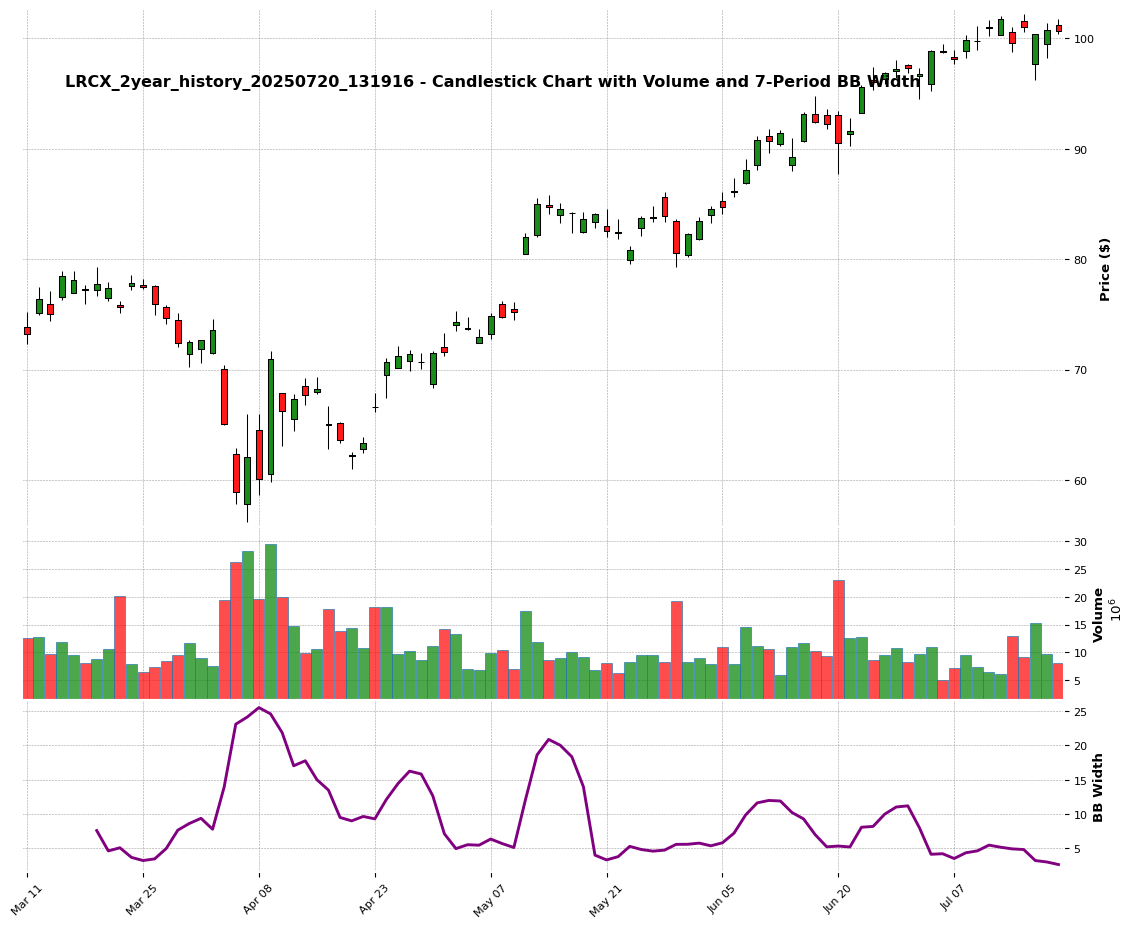 LRCX_2year_history_20250720_131916 - Candlestick Chart with Volume and 7-Period BB Width
100
90
80
70
60
Price ($)
30
25
20
15
10
5
Volume
10^6
25
20
15
10
5
BB Width
Mar 11
Mar 25
Apr 08
Apr 23
May 07
May 21
Jun 05
Jun 20
Jul 07